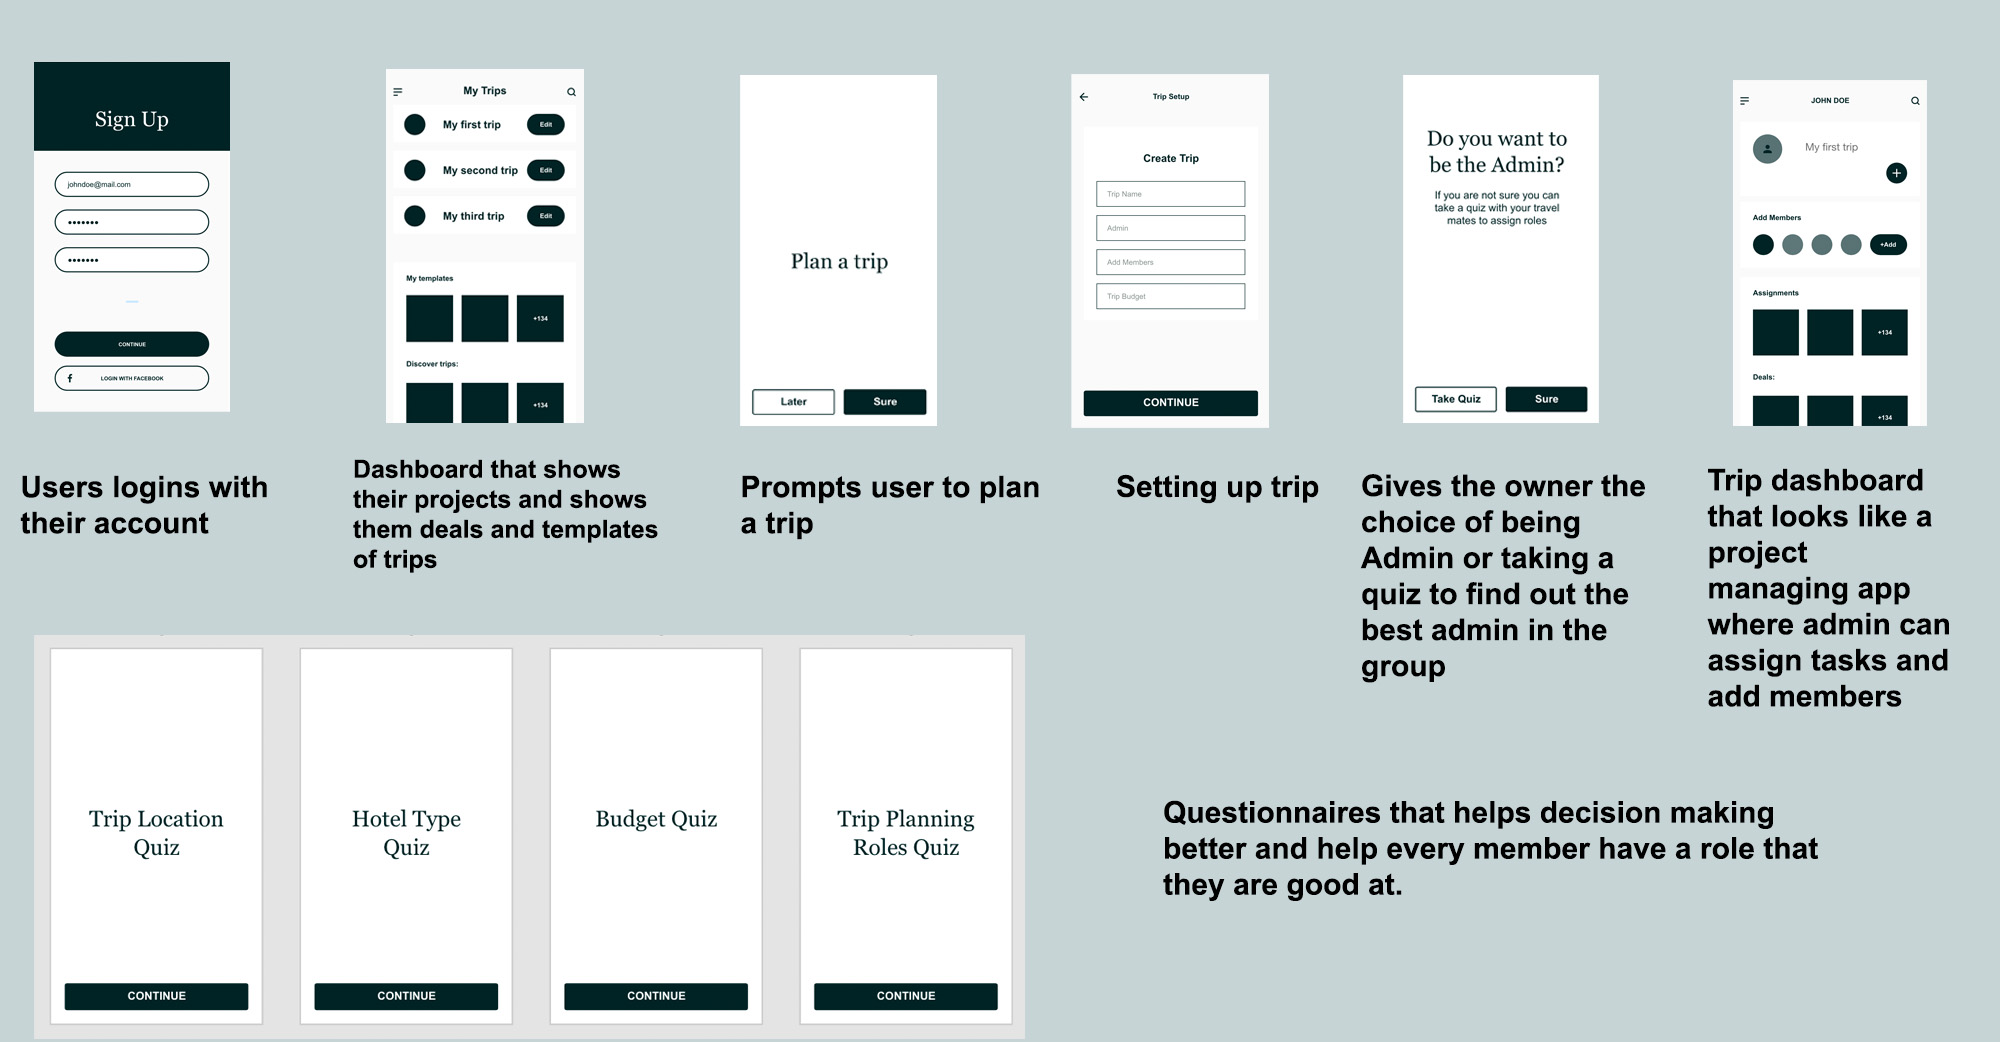 Sign Up
johndoe@mail.com
•••••••
•••••••
CONTINUE
f LOGIN WITH FACEBOOK
Users logins with
their account
My Trips
My first trip Edit
My second trip Edit
My third trip Edit
My templates
+134
Discover trips:
+134
Dashboard that shows
their projects and shows
them deals and templates
of trips
Plan a trip
Later Sure
Prompts user to plan
a trip
Trip Setup
Create Trip
Trip Name
Admin
Add Members
Trip Budget
CONTINUE
Setting up trip
Do you want to
be the Admin?
If you are not sure you can
take a quiz with your travel
mates to assign roles
Take Quiz Sure
Gives the owner the
choice of being
Admin or taking a
quiz to find out the
best admin in the
group
JOHN DOE
My first trip
+
Add Members
+Add
Assignments
+134
Deals:
+134
Trip dashboard
that looks like a
project
managing app
where admin can
assign tasks and
add members
Trip Location
Quiz
CONTINUE
Hotel Type
Quiz
CONTINUE
Budget Quiz
CONTINUE
Trip Planning
Roles Quiz
CONTINUE
Questionnaires that helps decision making
better and help every member have a role that
they are good at.